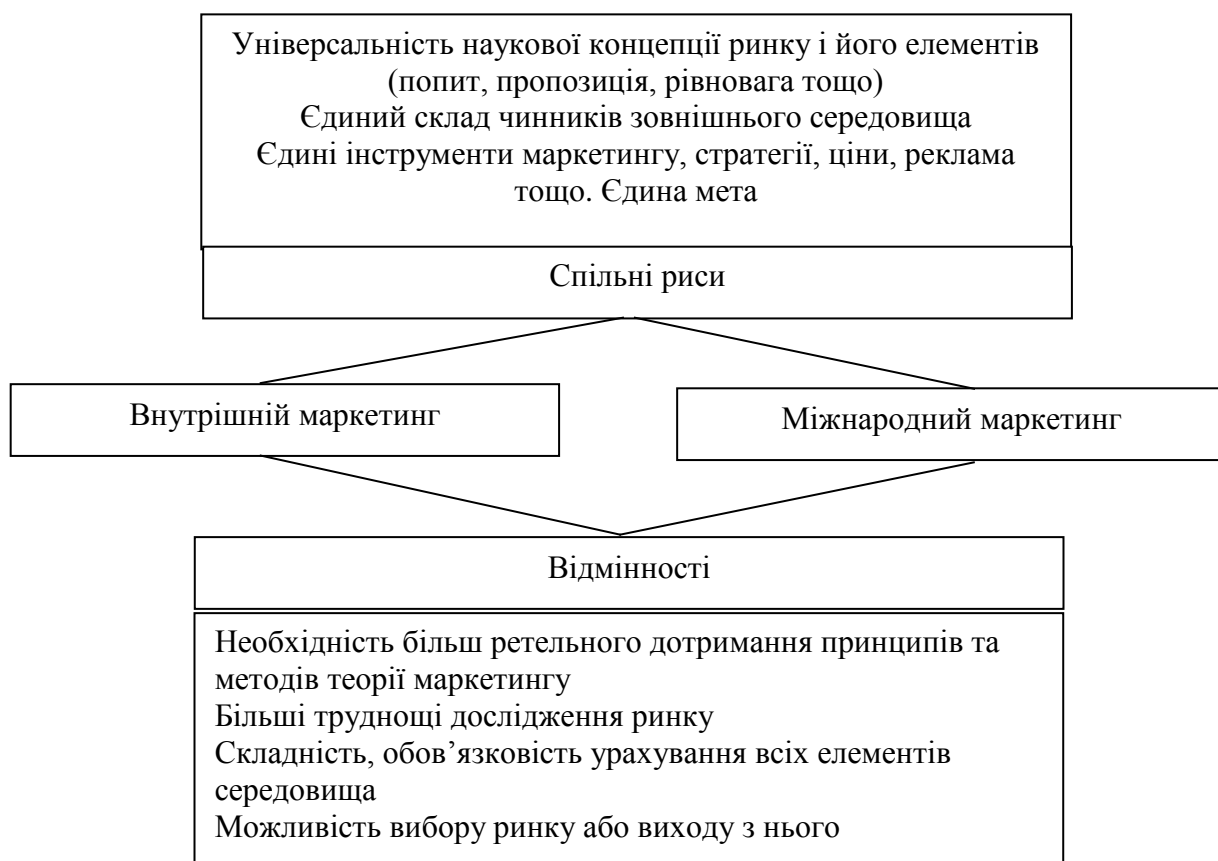 Універсальність наукової концепції ринку і його елементів
(попит, пропозиція, рівновага тощо)
Єдиний склад чинників зовнішнього середовища
Єдині інструменти маркетингу, стратегії, ціни, реклама
тощо. Єдина мета
Спільні риси
Внутрішній маркетинг
Міжнародний маркетинг
Відмінності
Необхідність більш ретельного дотримання принципів та
методів теорії маркетингу
Більші труднощі дослідження ринку
Складність, обов’язковість урахування всіх елементів
середовища
Можливість вибору ринку або виходу з нього